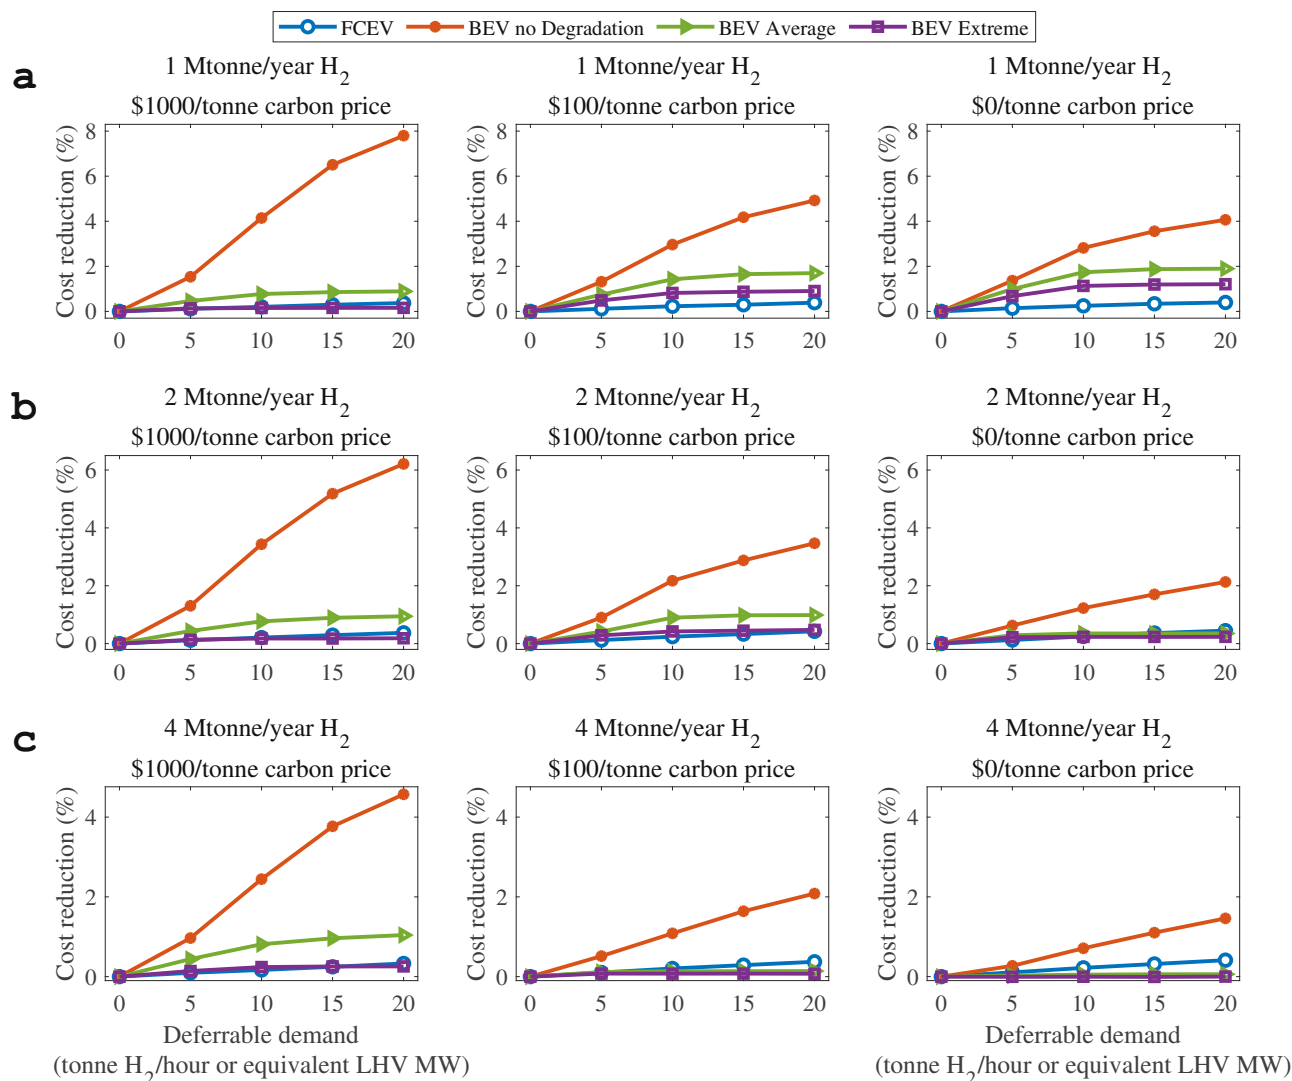 FCEV BEV no Degradation BEV Average BEV Extreme
a
1 Mtonne/year H2
$1000/tonne carbon price
Cost reduction (%)
8
6
4
2
0
0 5 10 15 20
1 Mtonne/year H2
$100/tonne carbon price
Cost reduction (%)
8
6
4
2
0
0 5 10 15 20
1 Mtonne/year H2
$0/tonne carbon price
Cost reduction (%)
8
6
4
2
0
0 5 10 15 20
b
2 Mtonne/year H2
$1000/tonne carbon price
Cost reduction (%)
6
4
2
0
0 5 10 15 20
2 Mtonne/year H2
$100/tonne carbon price
Cost reduction (%)
6
4
2
0
0 5 10 15 20
2 Mtonne/year H2
$0/tonne carbon price
Cost reduction (%)
6
4
2
0
0 5 10 15 20
c
4 Mtonne/year H2
$1000/tonne carbon price
Cost reduction (%)
4
2
0
0 5 10 15 20
Deferrable demand
(tonne H2/hour or equivalent LHV MW)
4 Mtonne/year H2
$100/tonne carbon price
Cost reduction (%)
4
2
0
0 5 10 15 20
4 Mtonne/year H2
$0/tonne carbon price
Cost reduction (%)
4
2
0
0 5 10 15 20
Deferrable demand
(tonne H2/hour or equivalent LHV MW)